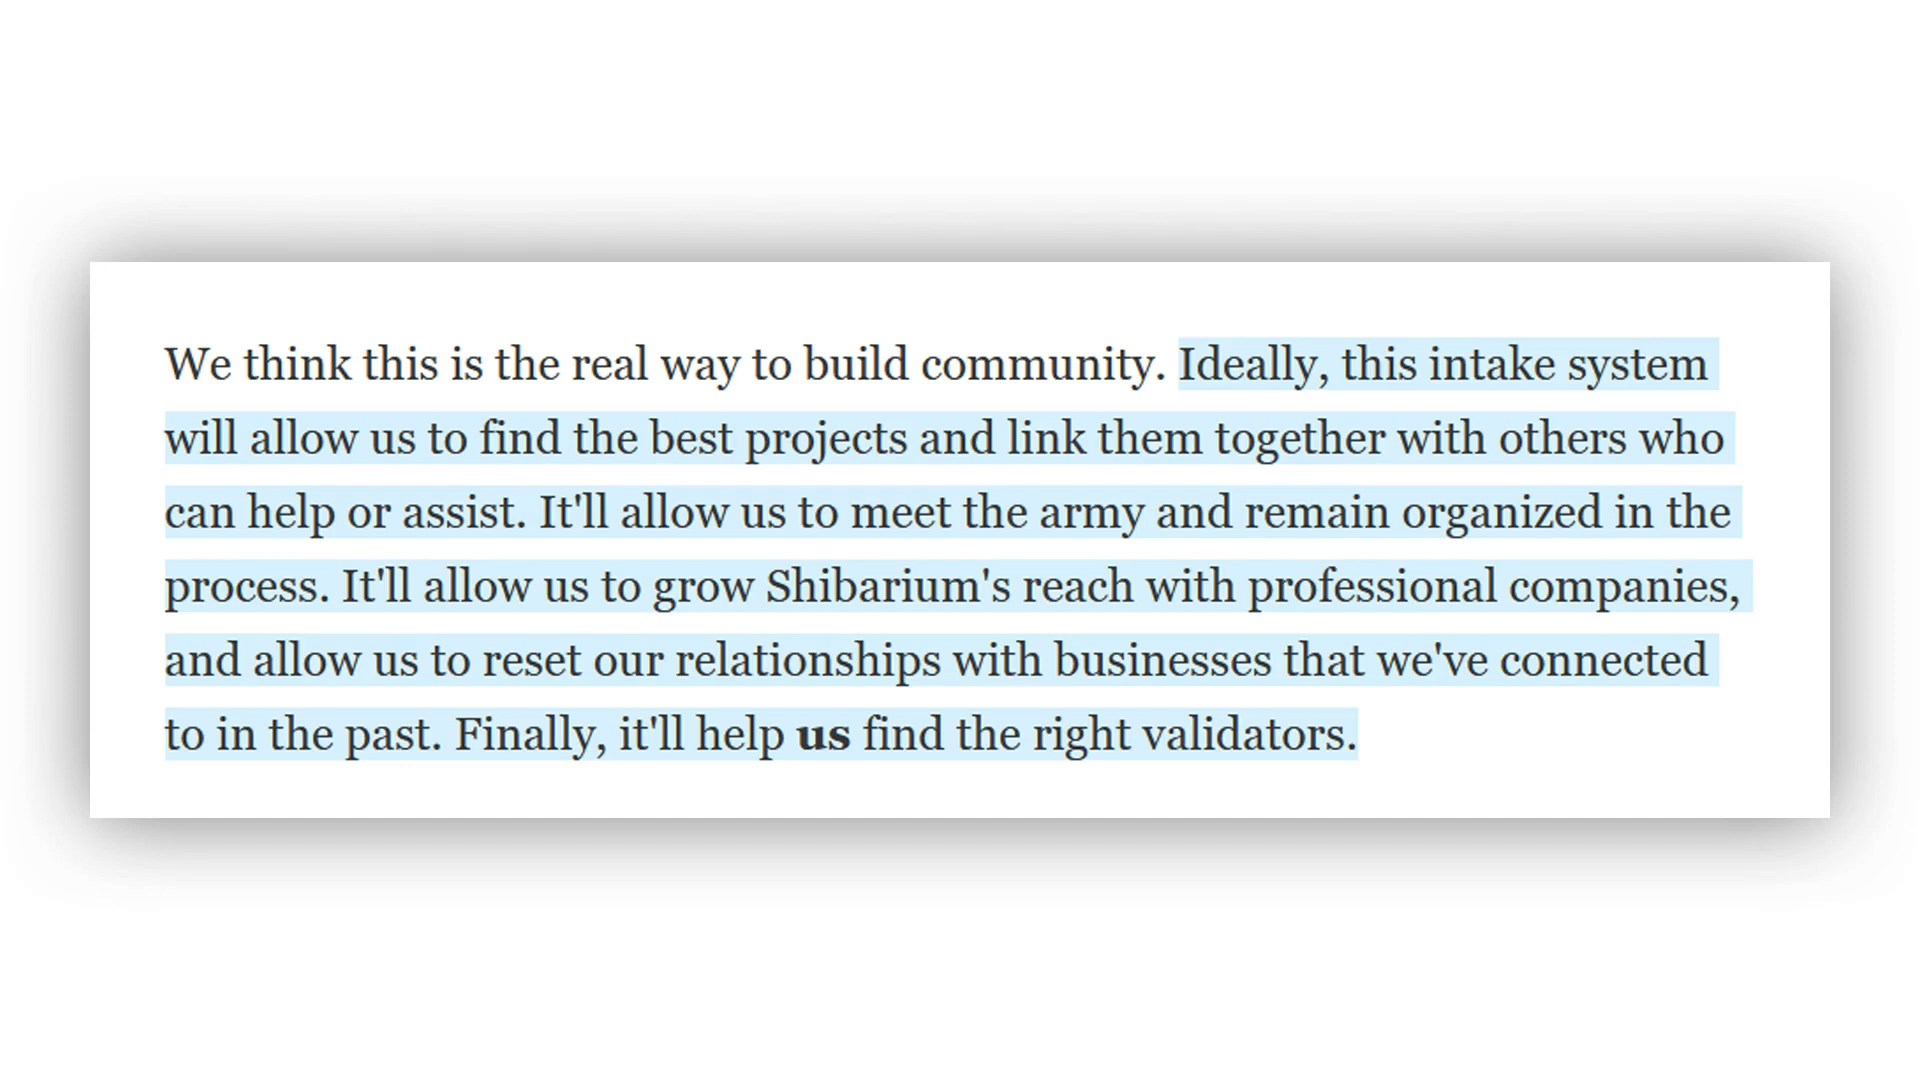 We think this is the real way to build community. Ideally, this intake system
will allow us to find the best projects and link them together with others who
can help or assist. It'll allow us to meet the army and remain organized in the
process. It'll allow us to grow Shibarium's reach with professional companies,
and allow us to reset our relationships with businesses that we've connected
to in the past. Finally, it'll help us find the right validators.